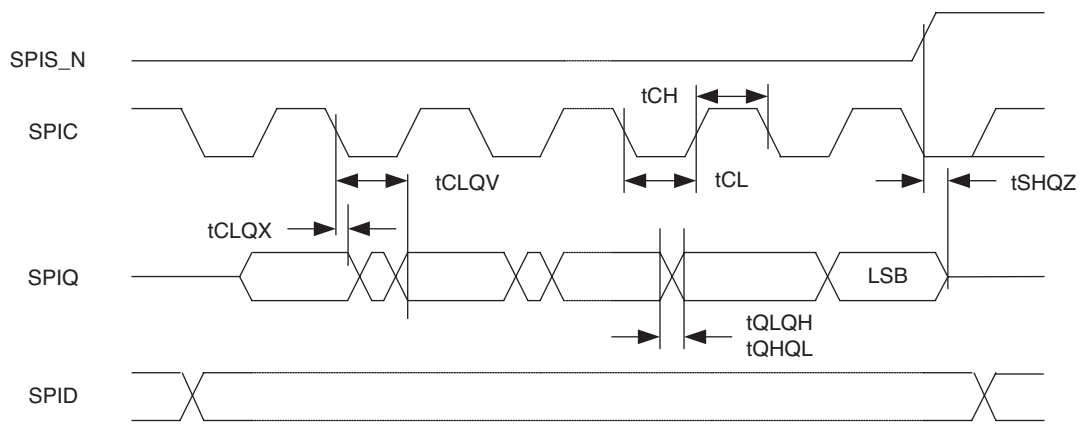 SPIS_N
tCH
SPIC
tCLQV
tCL
tSHQZ
tCLQX
SPIQ
LSB
tQLQH
tQHQL
SPID